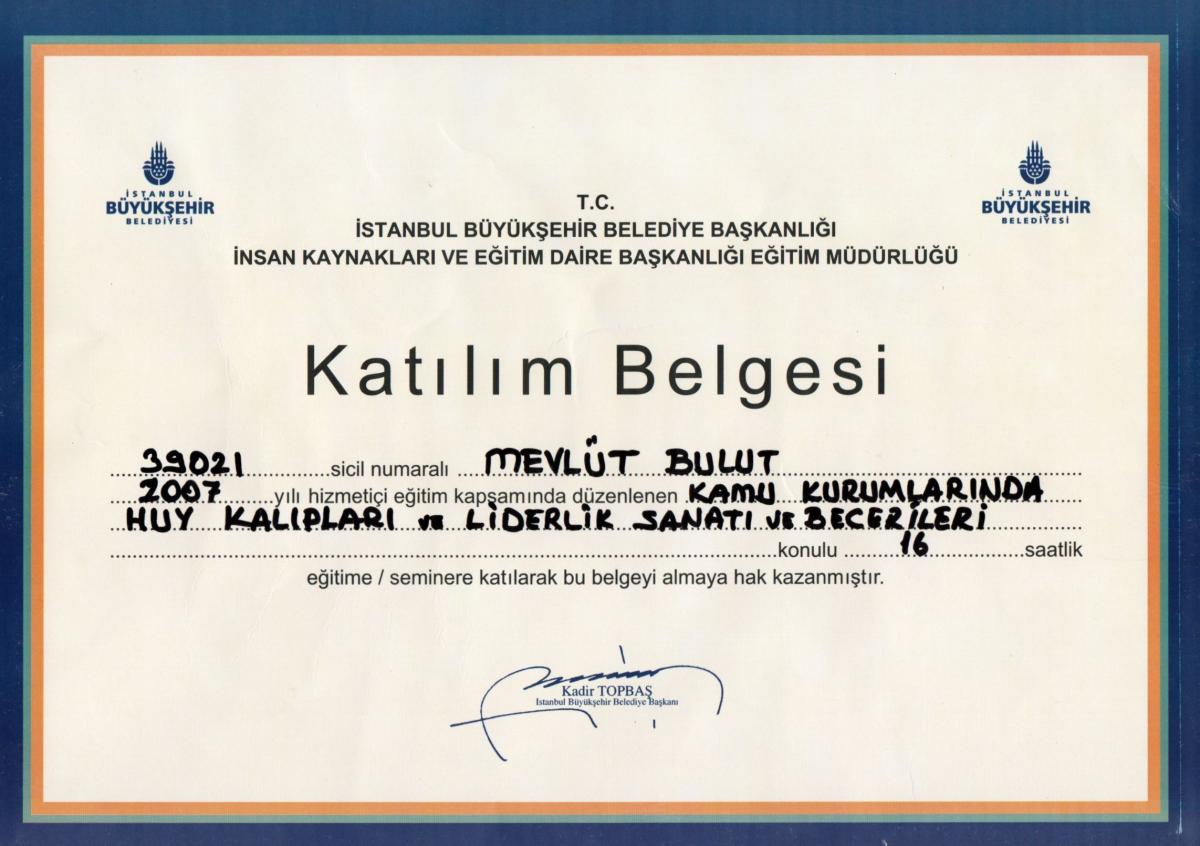 İSTANBUL
BÜYÜKŞEHİR
BELEDİYESİ
İSTANBUL
BÜYÜKŞEHİR
BELEDİYESİ
T.C.
İSTANBUL BÜYÜKŞEHİR BELEDİYE BAŞKANLIĞI
İNSAN KAYNAKLARI VE EĞİTİM DAİRE BAŞKANLIĞI EĞİTİM MÜDÜRLÜĞÜ
Katılım Belgesi
39021 sicil numaralı MEVLÜT BULUT
2007 yılı hizmetiçi eğitim kapsamında düzenlenen KAMU KURUMLARINDA
HUY KALIPLARI ve LİDERLİK SANATI ve BECERİLERİ
konulu 16 saatlik
eğitime / seminere katılarak bu belgeyi almaya hak kazanmıştır.
Kadir TOPBAŞ
İstanbul Büyükşehir Belediye Başkanı